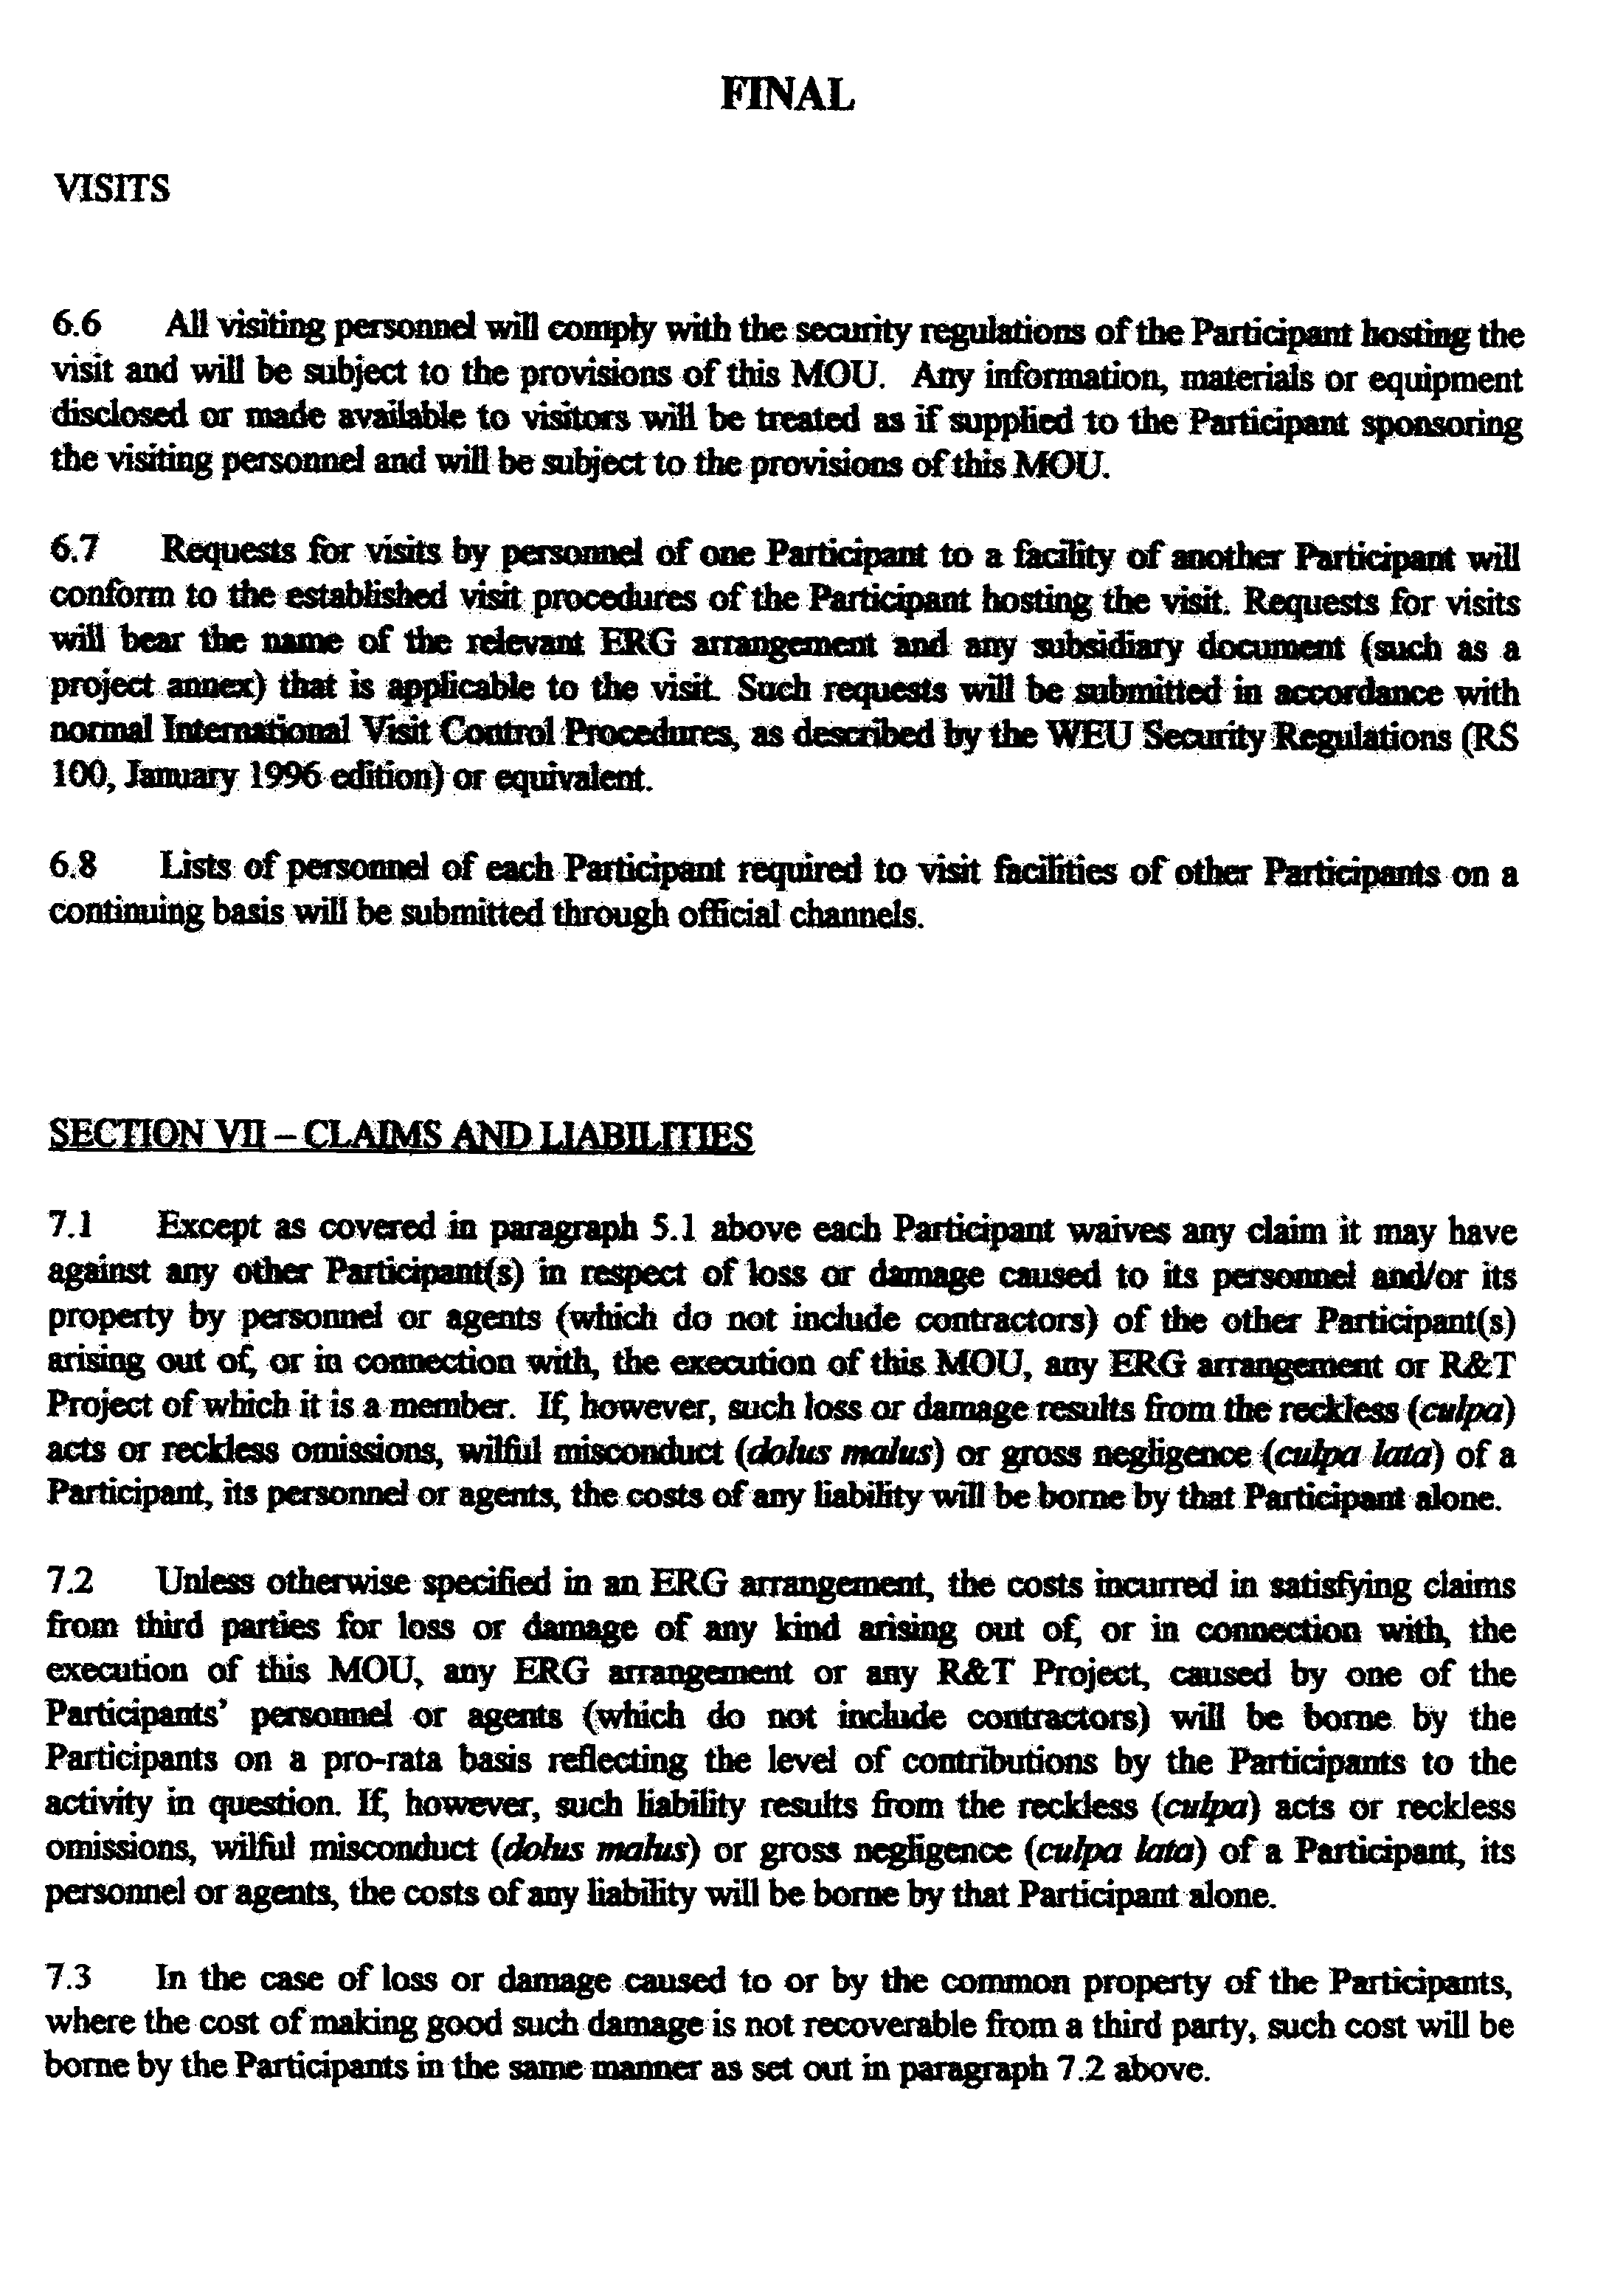 FINAL
VISITS
6.6 All visiting personnel will comply with the security regulations of the Participant hosting the
visit and will be subject to the provisions of this MOU. Any information, materials or equipment
disclosed or made available to visitors will be treated as if supplied to the Participant sponsoring
the visiting personnel and will be subject to the provisions of this MOU.
6.7 Requests for visits by personnel of one Participant to a facility of another Participant will
conform to the established visit procedures of the Participant hosting the visit. Requests for visits
will bear the name of the relevant ERG arrangement and any subsidiary document (such as a
project annex) that is applicable to the visit. Such requests will be submitted in accordance with
normal International Visit Control Procedures, as described by the WEU Security Regulations (RS
100, January 1996 edition) or equivalent.
6.8 Lists of personnel of each Participant required to visit facilities of other Participants on a
continuing basis will be submitted through official channels.
SECTION VII – CLAIMS AND LIABILITIES
7.1 Except as covered in paragraph 5.1 above each Participant waives any claim it may have
against any other Participant(s) in respect of loss or damage caused to its personnel and/or its
property by personnel or agents (which do not include contractors) of the other Participant(s)
arising out of, or in connection with, the execution of this MOU, any ERG arrangement or R&T
Project of which it is a member. If, however, such loss or damage results from the reckless (culpa)
acts or reckless omissions, wilful misconduct (dolus malus) or gross negligence (culpa lata) of a
Participant, its personnel or agents, the costs of any liability will be borne by that Participant alone.
7.2 Unless otherwise specified in an ERG arrangement, the costs incurred in satisfying claims
from third parties for loss or damage of any kind arising out of, or in connection with, the
execution of this MOU, any ERG arrangement or any R&T Project, caused by one of the
Participants' personnel or agents (which do not include contractors) will be borne by the
Participants on a pro-rata basis reflecting the level of contributions by the Participants to the
activity in question. If, however, such liability results from the reckless (culpa) acts or reckless
omissions, wilful misconduct (dolus malus) or gross negligence (culpa lata) of a Participant, its
personnel or agents, the costs of any liability will be borne by that Participant alone.
7.3 In the case of loss or damage caused to or by the common property of the Participants,
where the cost of making good such damage is not recoverable from a third party, such cost will be
borne by the Participants in the same manner as set out in paragraph 7.2 above.